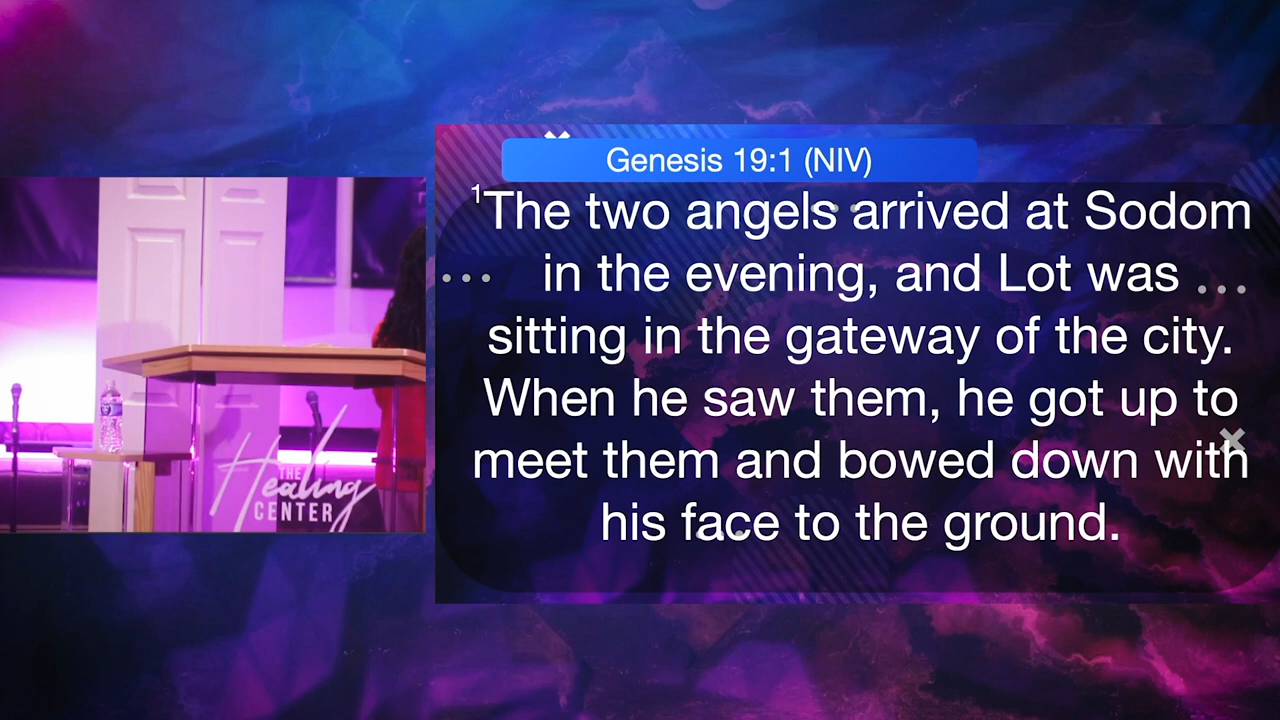 Genesis 19:1 (NIV)
1The two angels arrived at Sodom
in the evening, and Lot was
sitting in the gateway of the city.
When he saw them, he got up to
meet them and bowed down with
his face to the ground.
THE
Healing
CENTER